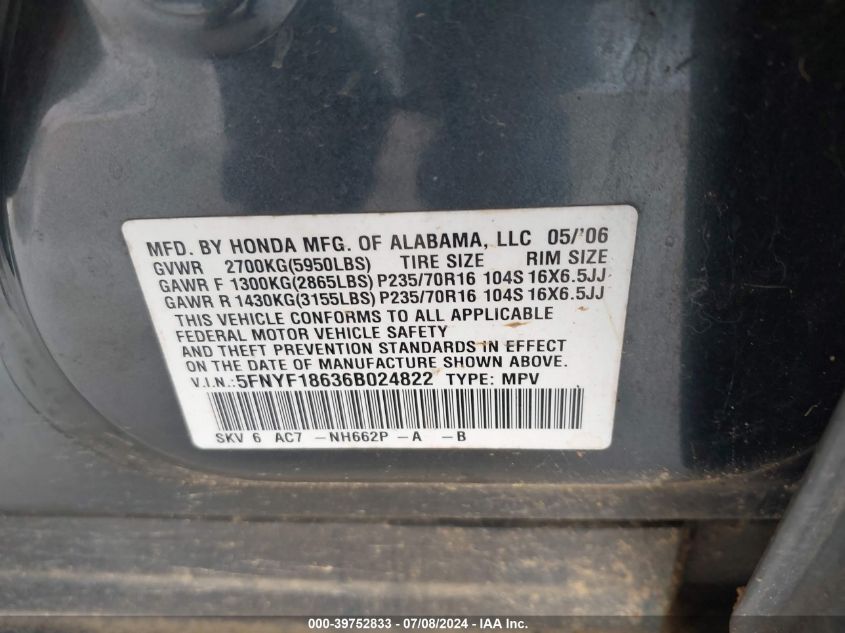 MFD. BY HONDA MFG. OF ALABAMA, LLC 05/'06
GVWR 2700KG(5950LBS) TIRE SIZE RIM SIZE
GAWR F 1300KG(2865LBS) P235/70R16 104S 16X6.5JJ
GAWR R 1430KG(3155LBS) P235/70R16 104S 16X6.5JJ
THIS VEHICLE CONFORMS TO ALL APPLICABLE
FEDERAL MOTOR VEHICLE SAFETY
AND THEFT PREVENTION STANDARDS IN EFFECT
ON THE DATE OF MANUFACTURE SHOWN ABOVE.
V.I.N.:5FNYF18636B024822 TYPE: MPV
SKV 6 AC7 -NH662P -A -B
000-39752833 - 07/08/2024 - IAA Inc.